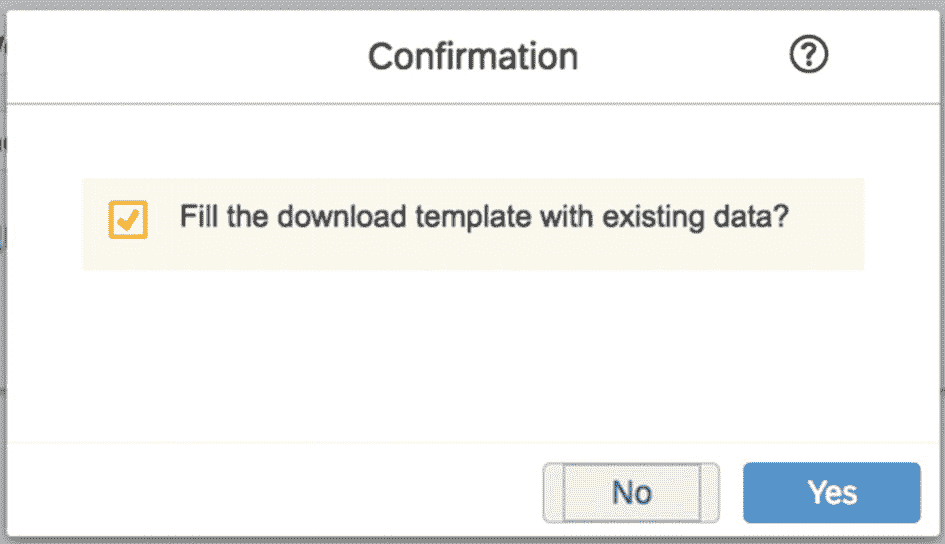 Confirmation
Fill the download template with existing data?
No
Yes